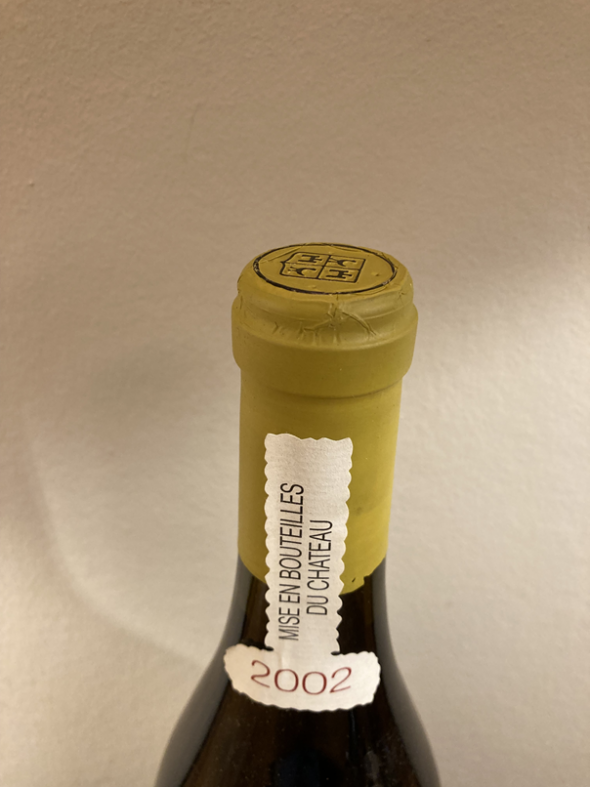 MISE EN BOUTEILLES
DU CHATEAU
2002